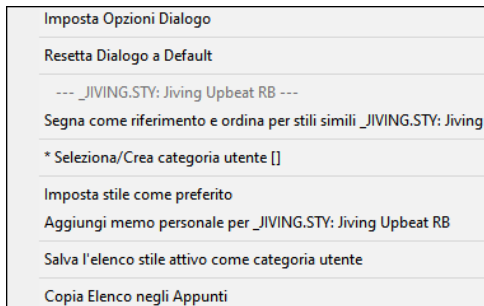 Imposta Opzioni Dialogo
Resetta Dialogo a Default
--- _JIVING.STY: Jiving Upbeat RB ---
Segna come riferimento e ordina per stili simili _JIVING.STY: Jiving
* Seleziona/Crea categoria utente []
Imposta stile come preferito
Aggiungi memo personale per _JIVING.STY: Jiving Upbeat RB
Salva l'elenco stile attivo come categoria utente
Copia Elenco negli Appunti